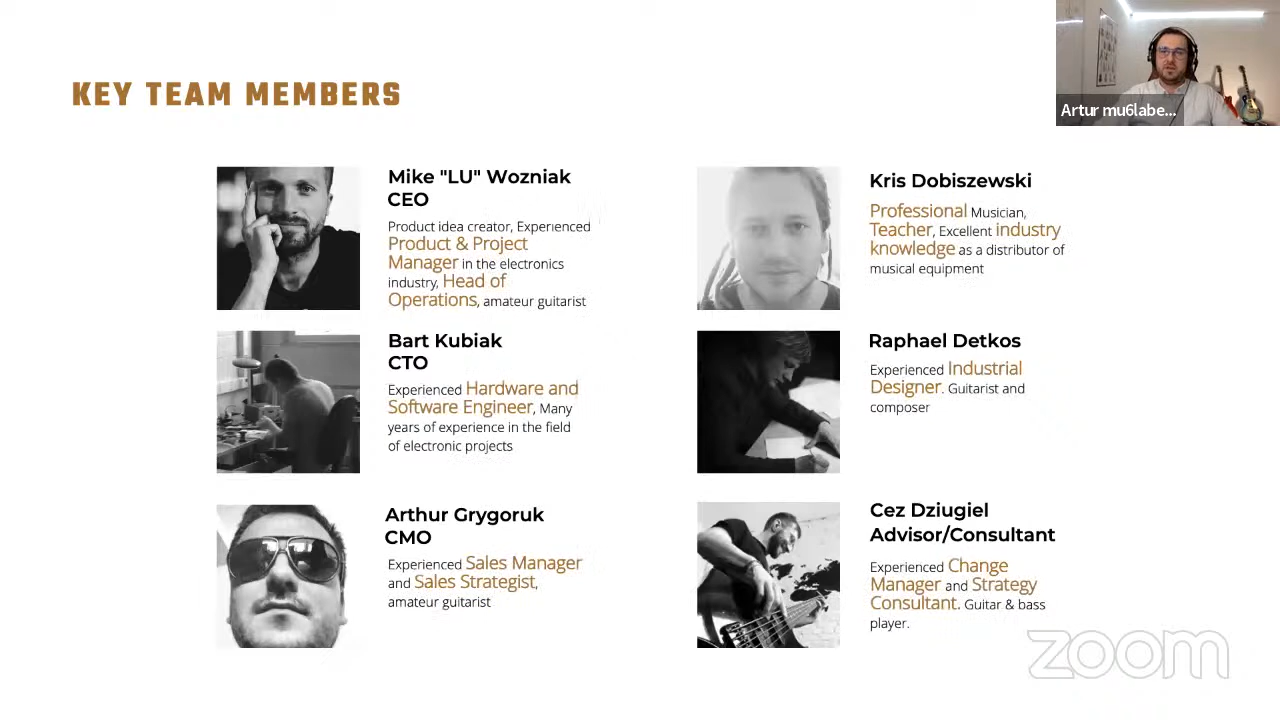 KEY TEAM MEMBERS
Artur mu6labe...
Mike "LU" Wozniak
CEO
Product idea creator, Experienced
Product & Project
Manager in the electronics
industry, Head of
Operations, amateur guitarist
Bart Kubiak
CTO
Experienced Hardware and
Software Engineer, Many
years of experience in the field
of electronic projects
Arthur Grygoruk
CMO
Experienced Sales Manager
and Sales Strategist,
amateur guitarist
Kris Dobiszewski
Professional Musician,
Teacher, Excellent industry
knowledge as a distributor of
musical equipment
Raphael Detkos
Experienced Industrial
Designer. Guitarist and
composer
Cez Dziugiel
Advisor/Consultant
Experienced Change
Manager and Strategy
Consultant. Guitar & bass
player.
zoom